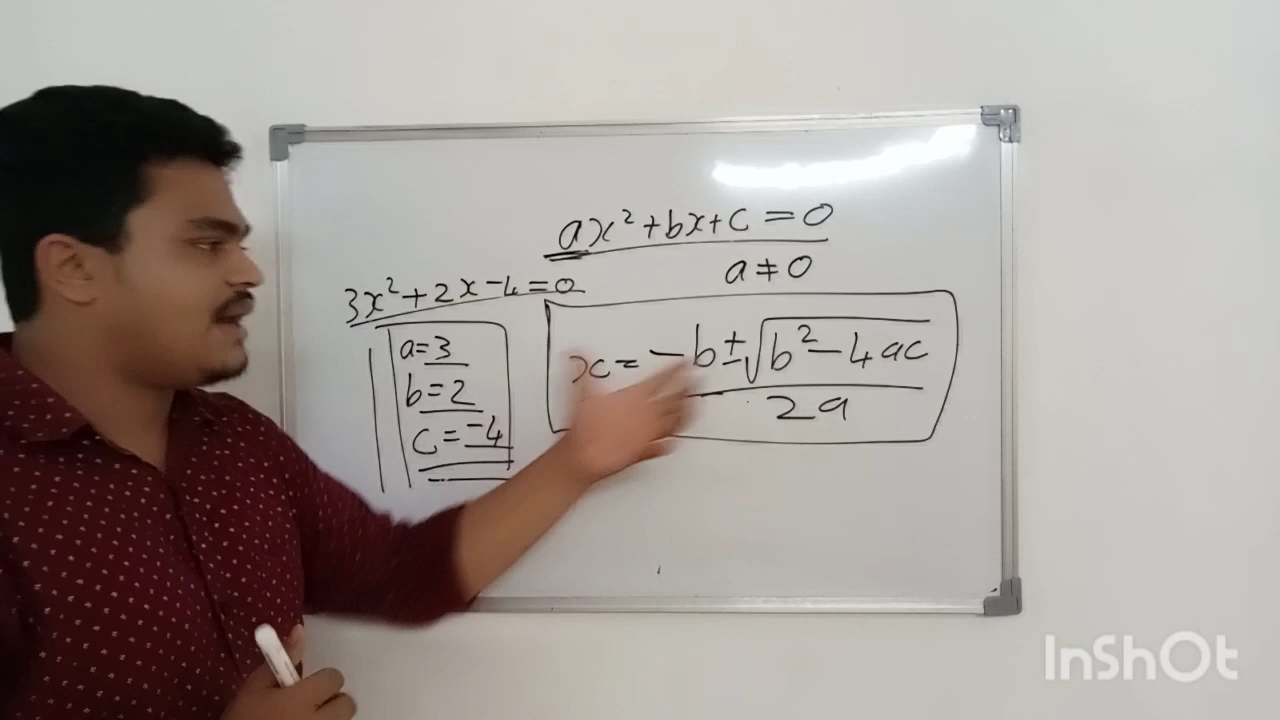 ax² + bx + c = 0
a ≠ 0
3x² + 2x - 4 = 0
a = 3
b = 2
c = -4
x = -b ± √b² - 4ac
2a
InShOt